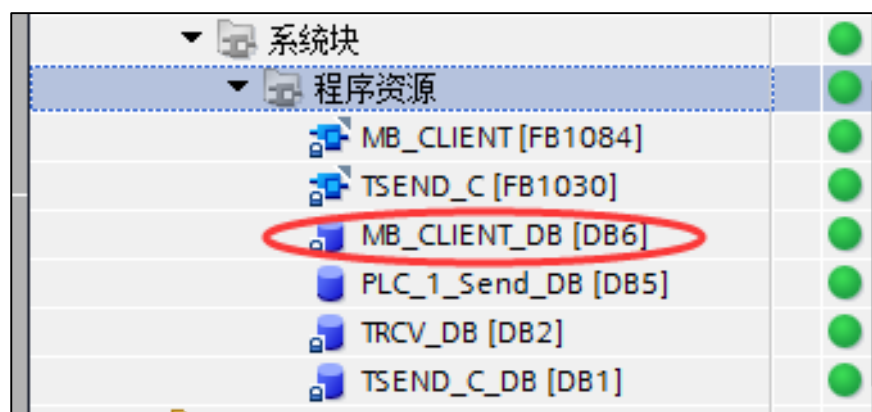 系统块
程序资源
MB_CLIENT [FB1084]
TSEND_C [FB1030]
MB_CLIENT_DB [DB6]
PLC_1_Send_DB [DB5]
TRCV_DB [DB2]
TSEND_C_DB [DB1]